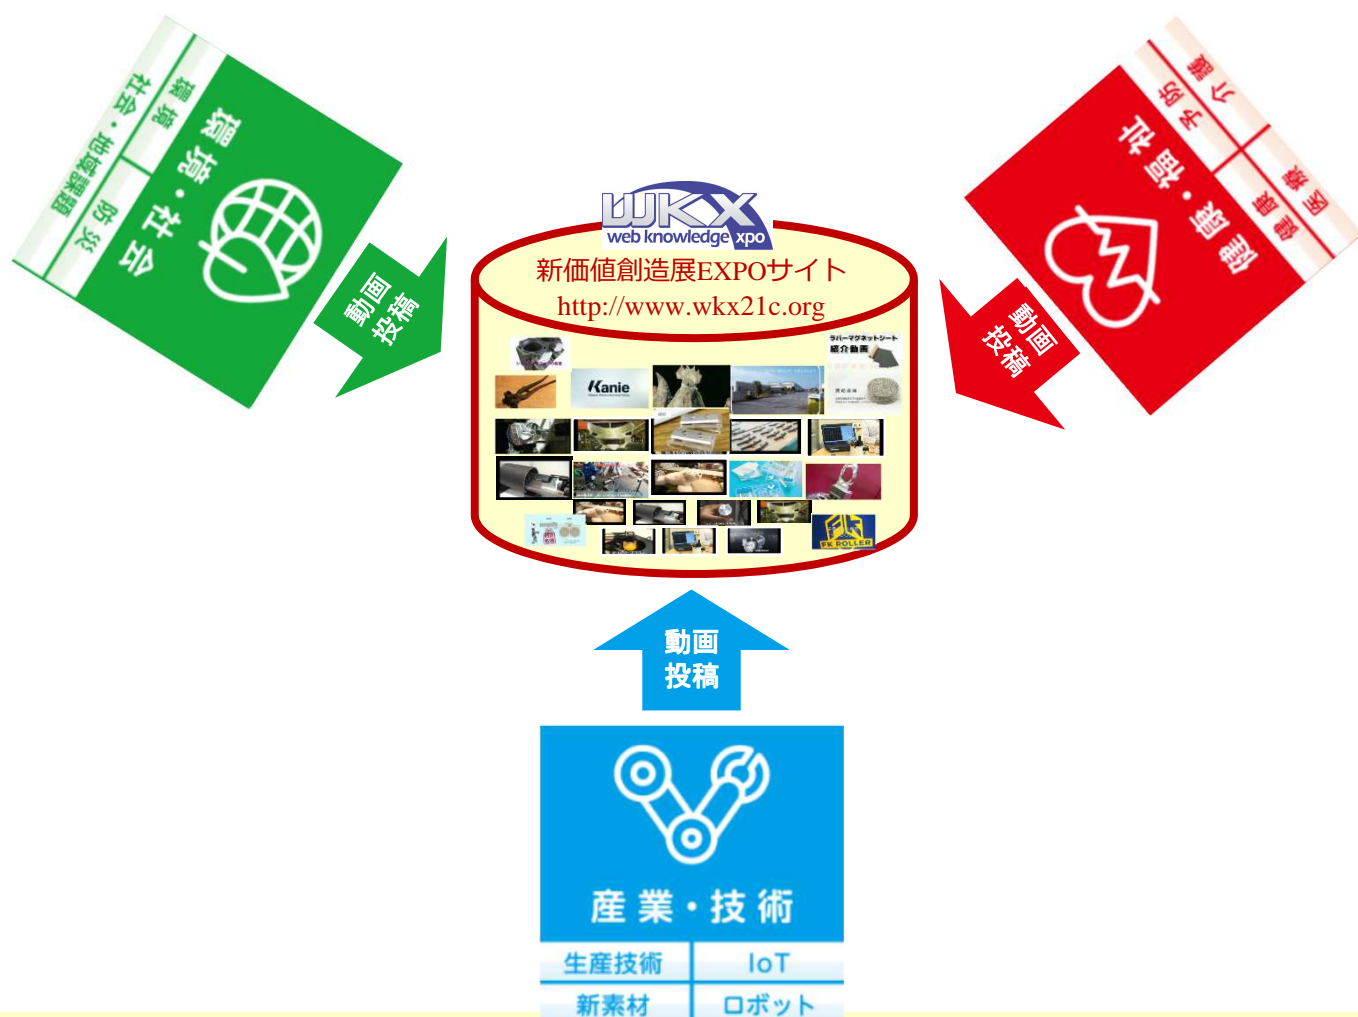 環境・社会
環境
防災
社会・地域課題
動画
投稿
健康・福祉
予防
健康
介護
医療
動画
投稿
WKX
web knowledge xpo
新価値創造展EXPOサイト
http://www.wkx21c.org
ラバーマグネットシート
紹介動画
Kanie
FK ROLLER
動画
投稿
産業・技術
生産技術
IoT
新素材
ロボット